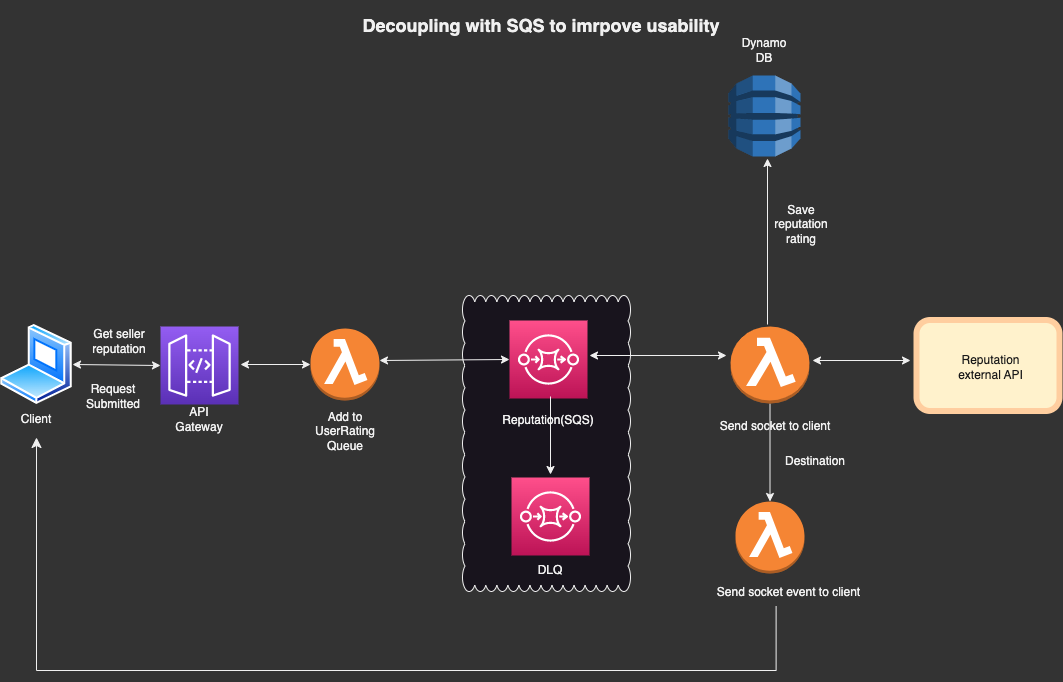 Decoupling with SQS to imrpove usability
Dynamo
DB
Save
reputation
rating
Get seller
reputation
Request
Submitted
Client
</>
API
Gateway
Add to
UserRating
Queue
Reputation(SQS)
DLQ
Send socket to client
Reputation
external API
Destination
Send socket event to client